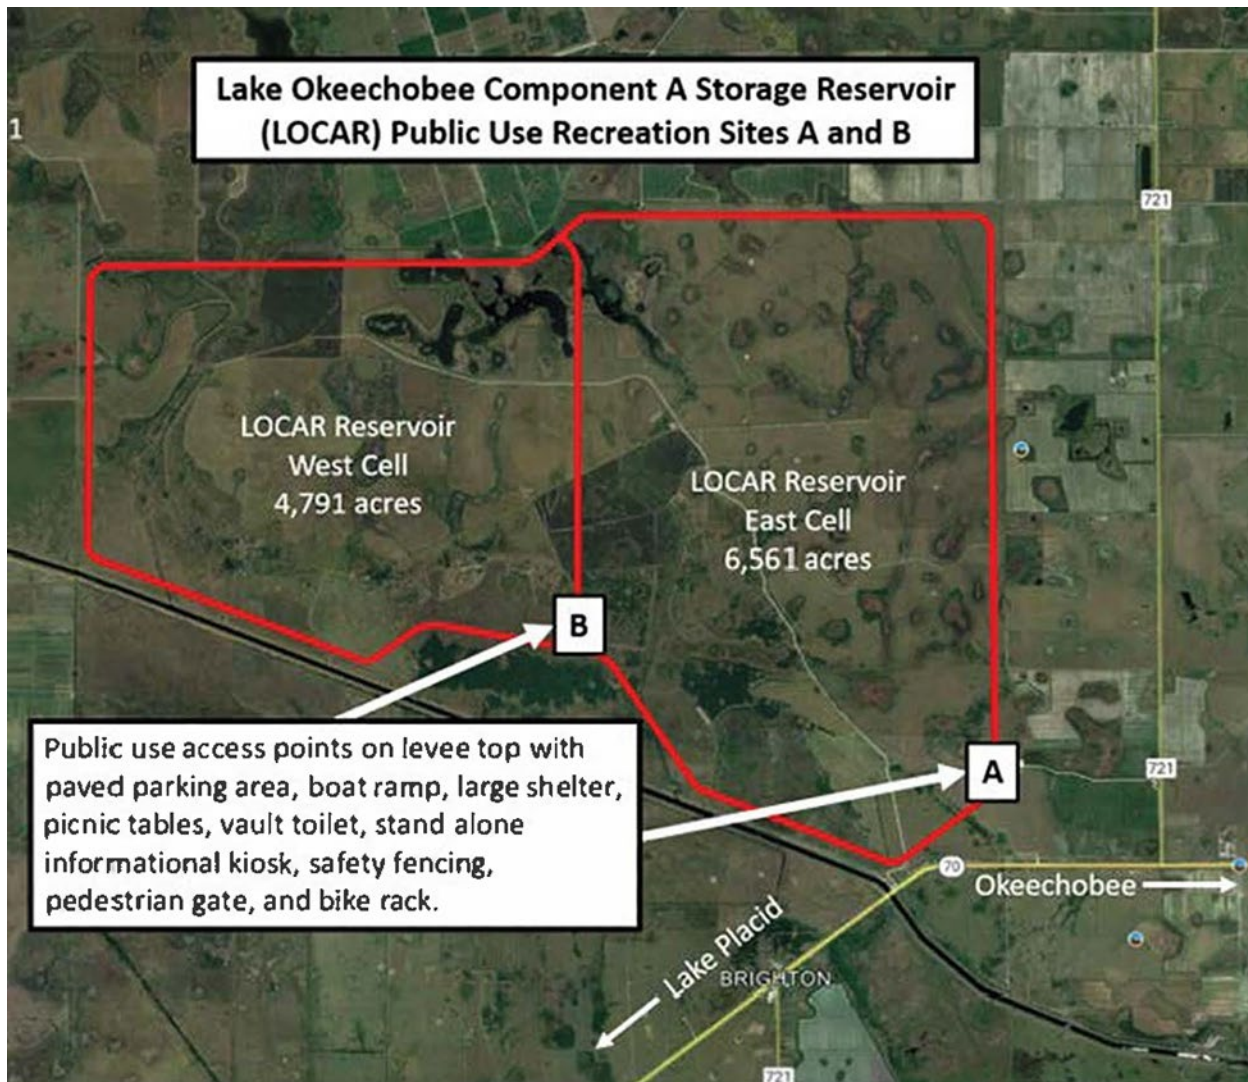 Lake Okeechobee Component A Storage Reservoir
(LOCAR) Public Use Recreation Sites A and B
1
721
LOCAR Reservoir
West Cell
4,791 acres
LOCAR Reservoir
East Cell
6,561 acres
B
Public use access points on levee top with
paved parking area, boat ramp, large shelter,
picnic tables, vault toilet, stand alone
informational kiosk, safety fencing,
pedestrian gate, and bike rack.
A
721
70
Okeechobee
Lake Placid
BRIGHTON
721